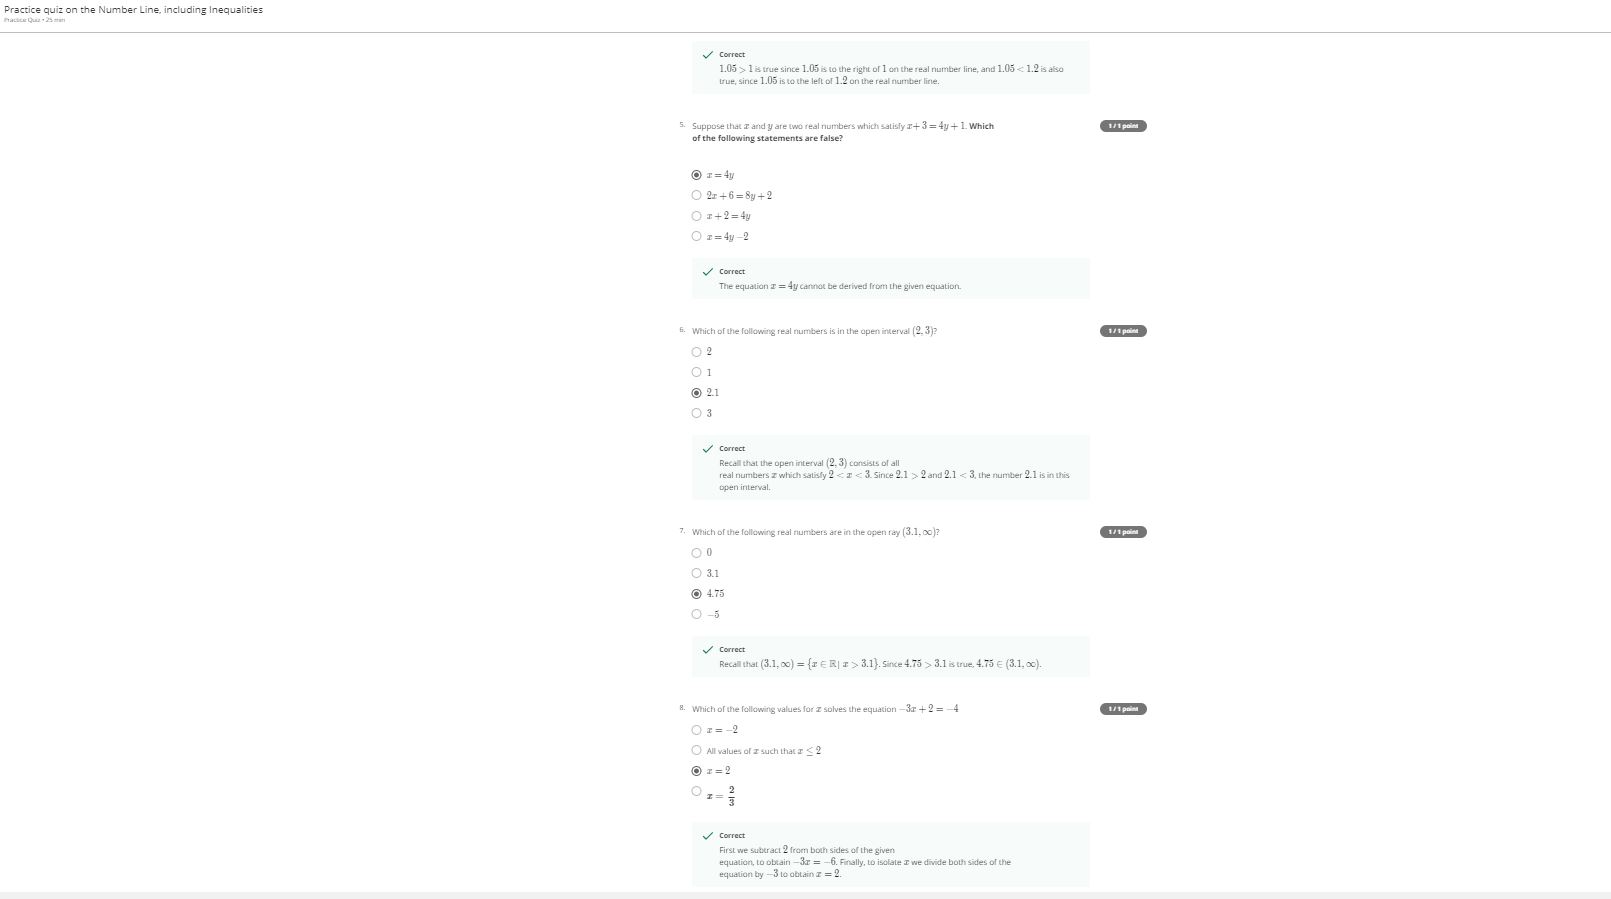 Practice quiz on the Number Line, including Inequalities
Practice Quiz • 25 min
Correct
1.05 > 1 is true since 1.05 is to the right of 1 on the real number line, and 1.05 < 1.2 is also
true, since 1.05 is to the left of 1.2 on the real number line.
5. Suppose that x and y are two real numbers which satisfy x+ 3 = 4y + 1. Which
of the following statements are false?
1 / 1 point
x = 4y
2x + 6 = 8y + 2
x + 2 = 4y
x = 4y −2
Correct
The equation x = 4y cannot be derived from the given equation.
6. Which of the following real numbers is in the open interval (2, 3)?
1 / 1 point
2
1
2.1
3
Correct
Recall that the open interval (2, 3) consists of all
real numbers x which satisfy 2 < x < 3. Since 2.1 > 2 and 2.1 < 3, the number 2.1 is in this
open interval.
7. Which of the following real numbers are in the open ray (3.1, ∞)?
1 / 1 point
0
3.1
4.75
−5
Correct
Recall that (3.1, ∞) = {x ∈ ℝ| x > 3.1}. Since 4.75 > 3.1 is true, 4.75 ∈ (3.1, ∞).
8. Which of the following values for x solves the equation −3x + 2 = −4
1 / 1 point
x = −2
All values of x such that x ≤ 2
x = 2
x = 2/3
Correct
First we subtract 2 from both sides of the given
equation, to obtain −3x = −6. Finally, to isolate x we divide both sides of the
equation by −3 to obtain x = 2.